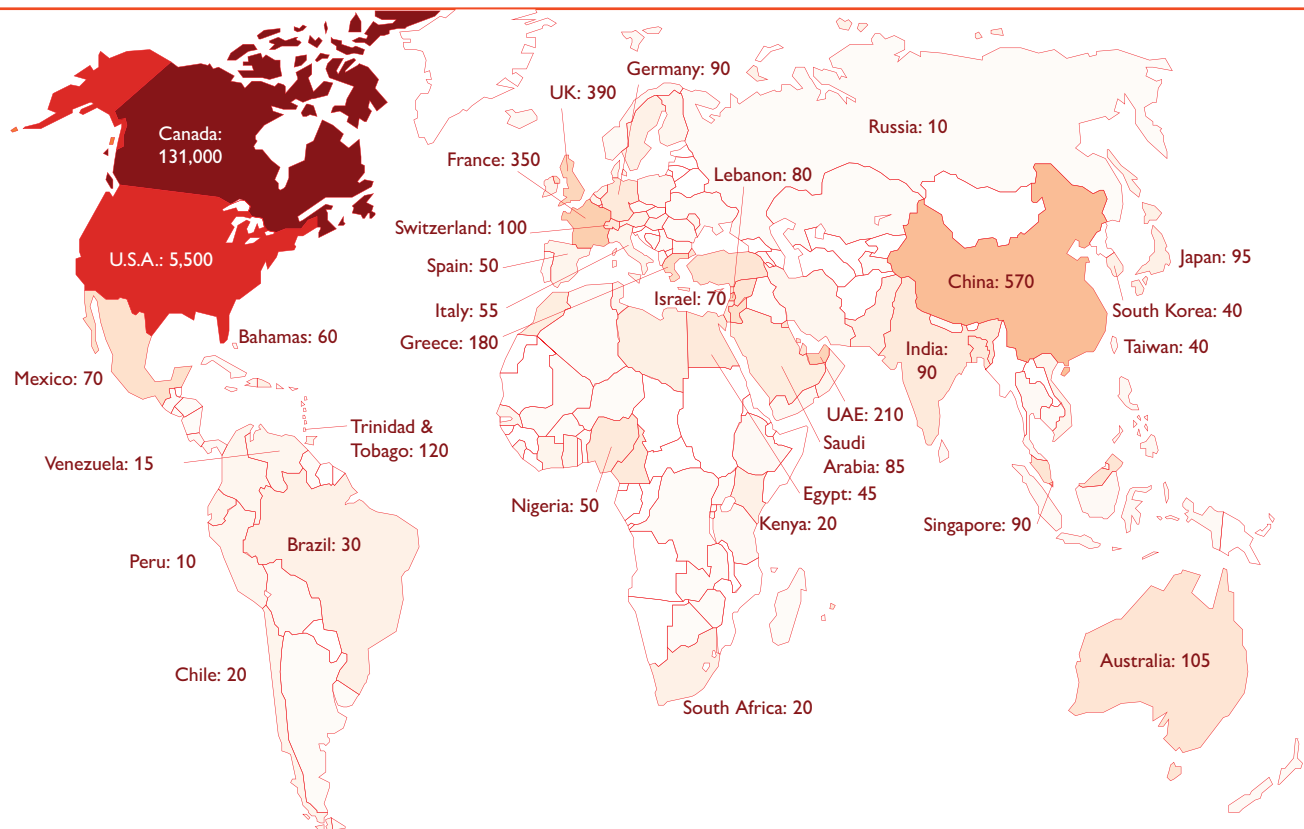 Germany: 90
UK: 390
Canada:
131,000
Russia: 10
France: 350
Lebanon: 80
Switzerland: 100
U.S.A.: 5,500
Spain: 50
Japan: 95
China: 570
Israel: 70
Italy: 55
South Korea: 40
Bahamas: 60
Greece: 180
Taiwan: 40
India:
90
Mexico: 70
UAE: 210
Trinidad &
Tobago: 120
Saudi
Arabia: 85
Venezuela: 15
Egypt: 45
Nigeria: 50
Kenya: 20
Singapore: 90
Brazil: 30
Peru: 10
Australia: 105
Chile: 20
South Africa: 20